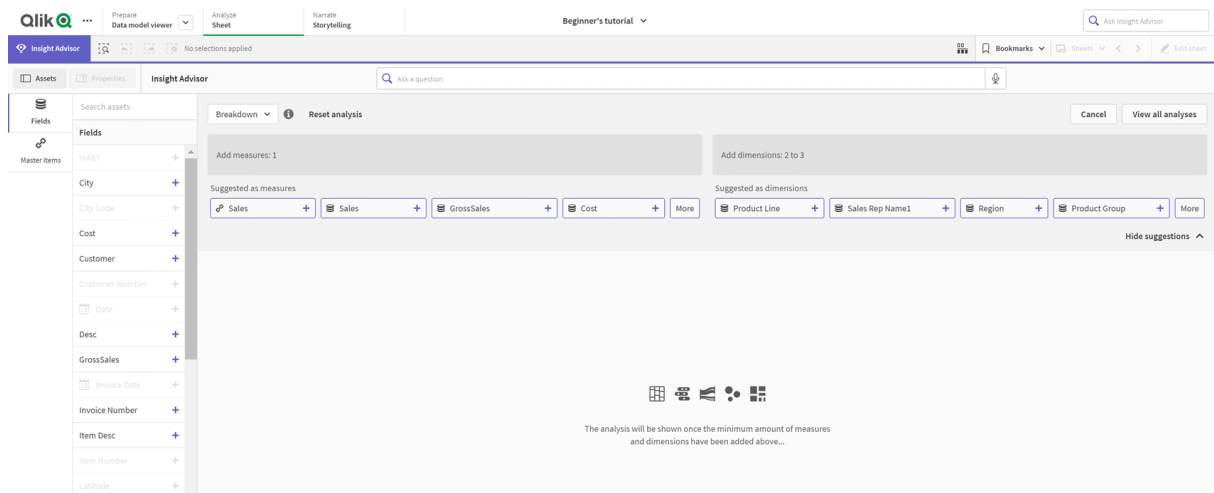 Qlik
Prepare
Data model viewer
Analyze
Sheet
Narrate
Storytelling
Beginner's tutorial
Ask Insight Advisor
Insight Advisor
No selections applied
Bookmarks
Sheets
Edit sheet
Assets
Properties
Insight Advisor
Ask a question
Fields
Master items
Search assets
Fields
%KEY
City
City Code
Cost
Customer
Customer Number
Date
Desc
GrossSales
Invoice Date
Invoice Number
Item Desc
Item Number
Latitude
Breakdown
Reset analysis
Cancel
View all analyses
Add measures: 1
Add dimensions: 2 to 3
Suggested as measures
Sales
Sales
GrossSales
Cost
More
Suggested as dimensions
Product Line
Sales Rep Name1
Region
Product Group
More
Hide suggestions
The analysis will be shown once the minimum amount of measures
and dimensions have been added above...